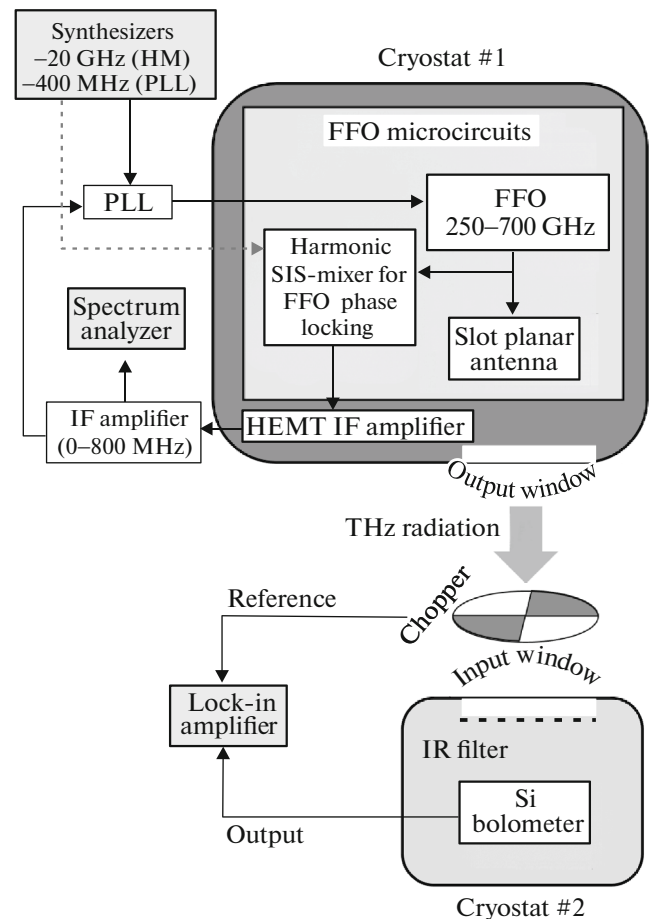 Synthesizers
–20 GHz (HM)
–400 MHz (PLL)
Cryostat #1
FFO microcircuits
PLL
FFO
250–700 GHz
Harmonic
SIS-mixer for
FFO phase
locking
Spectrum
analyzer
Slot planar
antenna
IF amplifier
(0–800 MHz)
HEMT IF amplifier
Output window
THz radiation
Chopper
Reference
Input window
Lock-in
amplifier
IR filter
Si
bolometer
Output
Cryostat #2